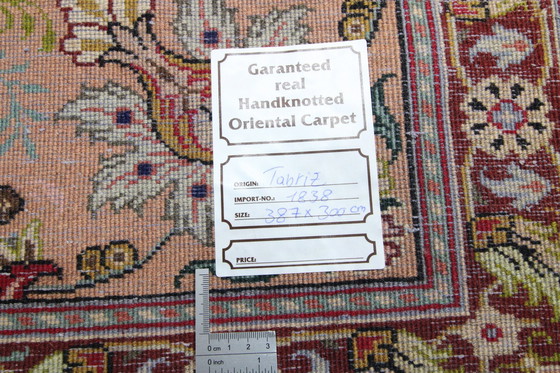 Garanteed
real
Handknotted
Oriental Carpet
ORIGIN: Tabriz
IMPORT-NO.: 1838
SIZE: 387 x 300 cm
PRICE:
0 cm 1 2 3
0 inch 1